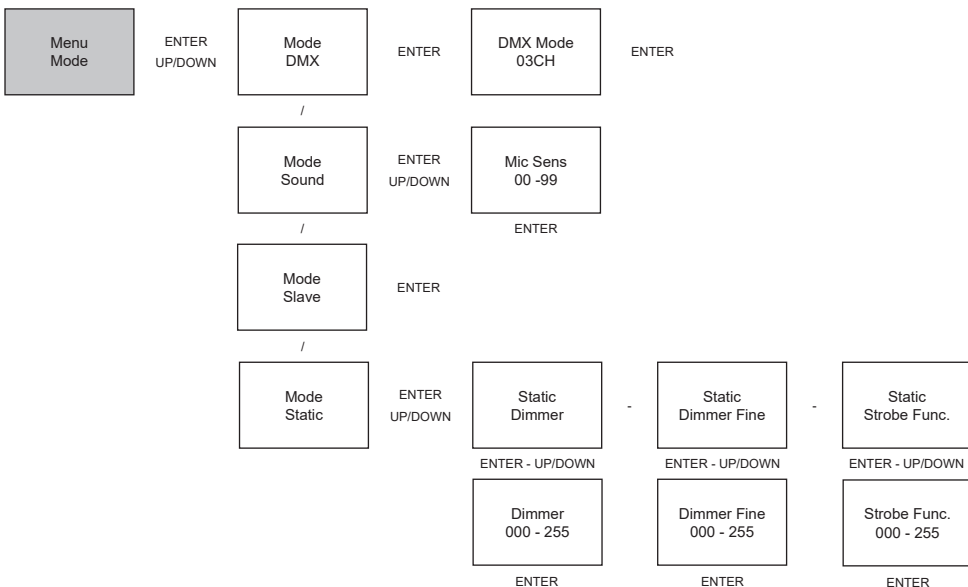 Menu
Mode
ENTER
UP/DOWN
Mode
DMX
ENTER
DMX Mode
03CH
ENTER
/
Mode
Sound
ENTER
UP/DOWN
Mic Sens
00 -99
ENTER
/
Mode
Slave
ENTER
/
Mode
Static
ENTER
UP/DOWN
Static
Dimmer
-
Static
Dimmer Fine
-
Static
Strobe Func.
ENTER - UP/DOWN
ENTER - UP/DOWN
ENTER - UP/DOWN
Dimmer
000 - 255
Dimmer Fine
000 - 255
Strobe Func.
000 - 255
ENTER
ENTER
ENTER